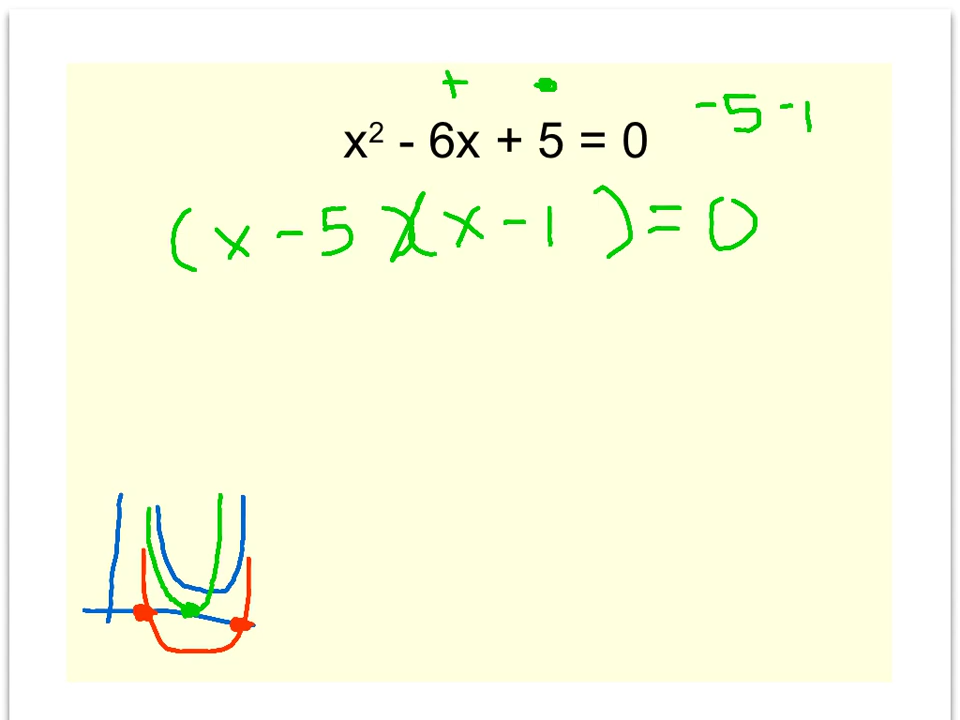 + •
x² - 6x + 5 = 0
-5 -1
(x - 5)(x - 1) = 0